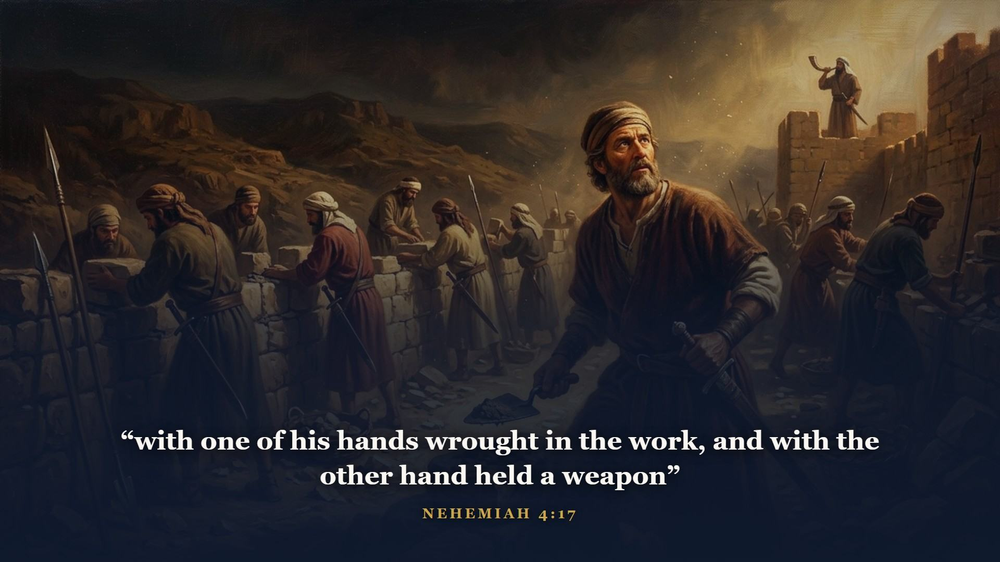 “with one of his hands wrought in the work, and with the
other hand held a weapon”
NEHEMIAH 4:17